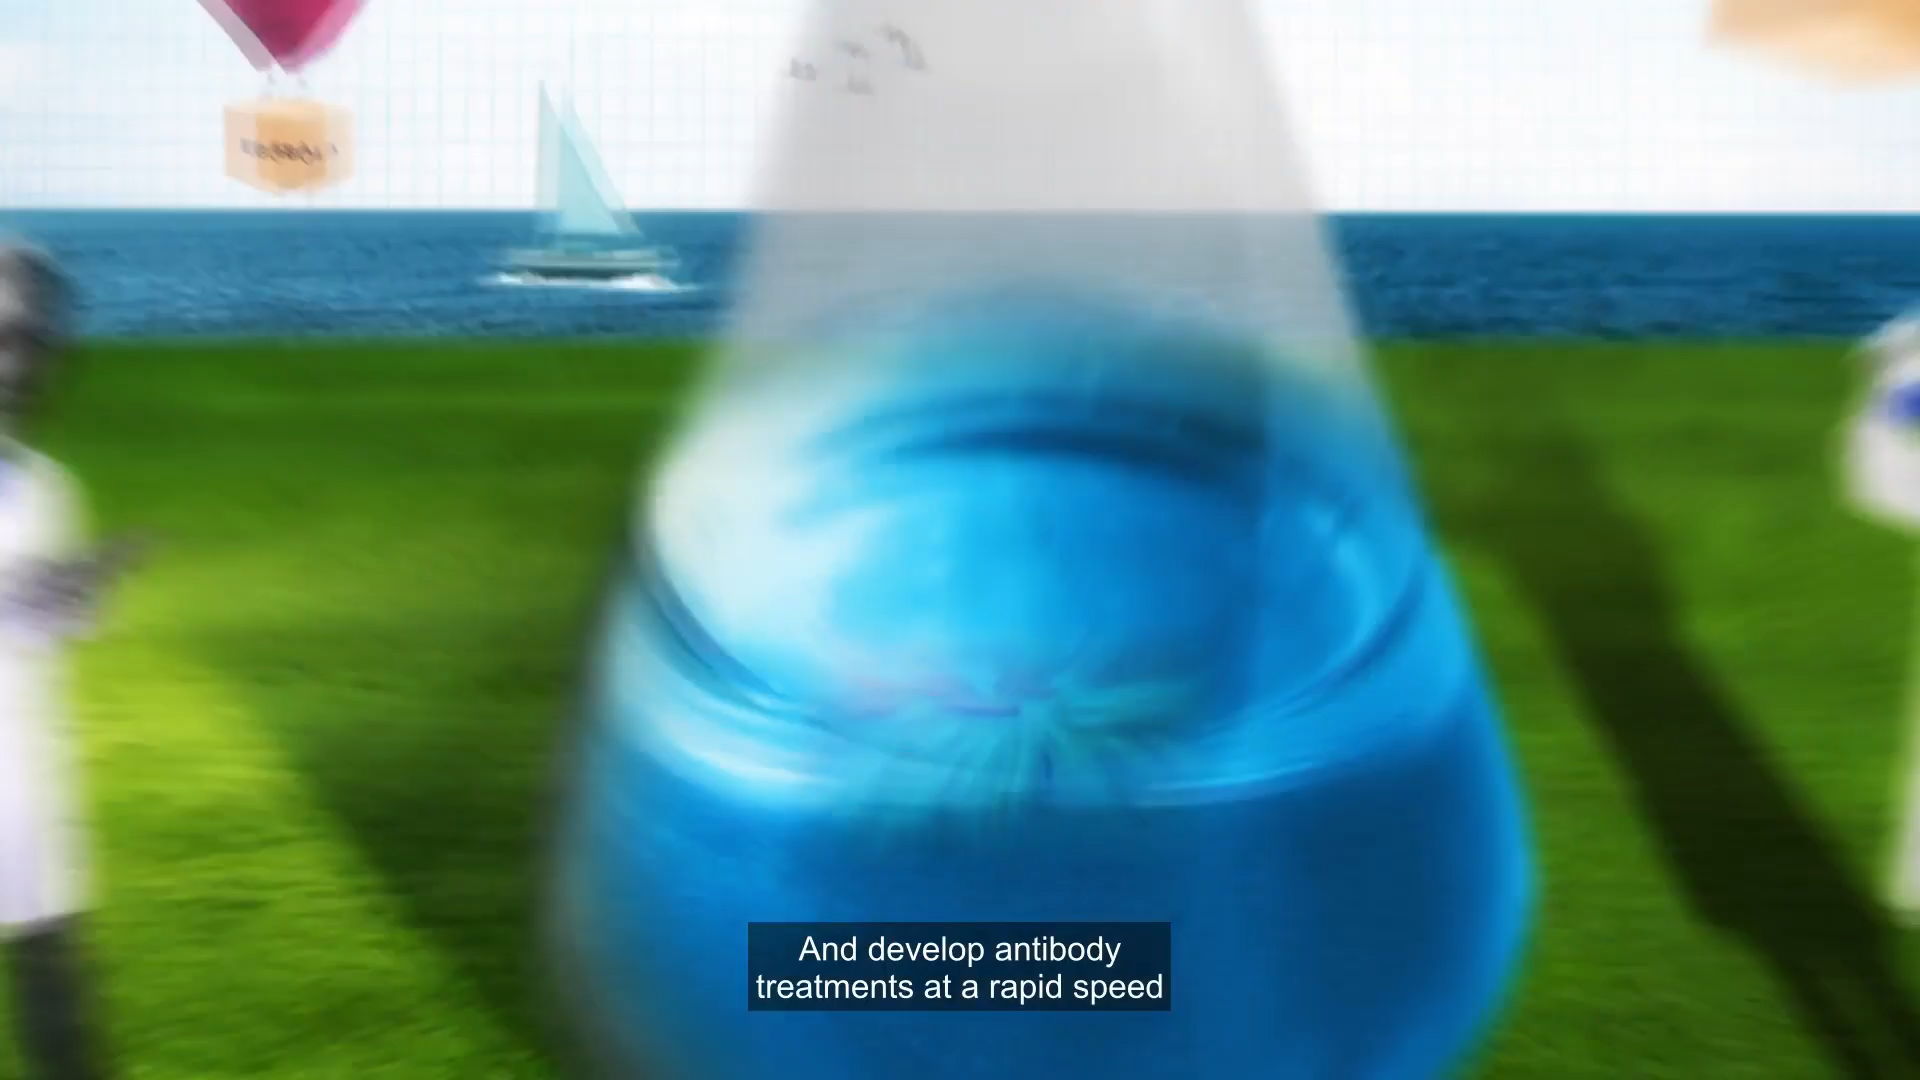 And develop antibody
treatments at a rapid speed